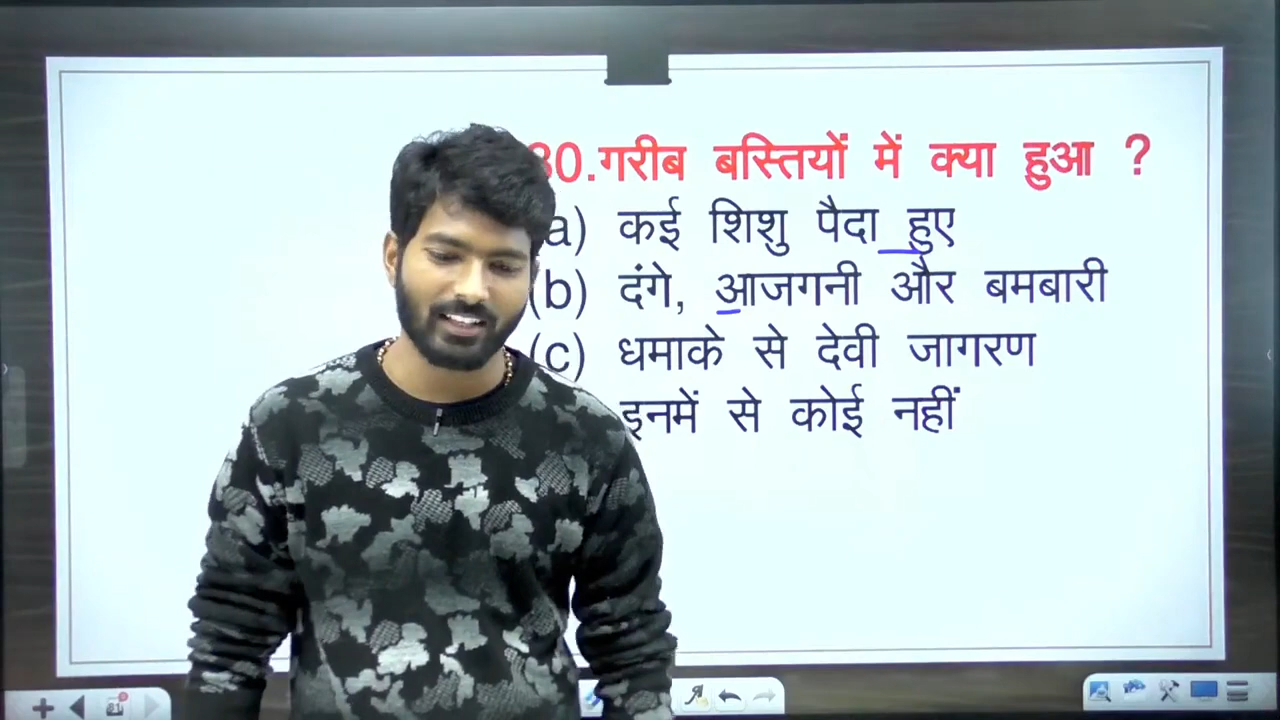 30.गरीब बस्तियों में क्या हुआ ?
a) कई शिशु पैदा हुए
(b) दंगे, आजगनी और बमबारी
(c) धमाके से देवी जागरण
इनमें से कोई नहीं